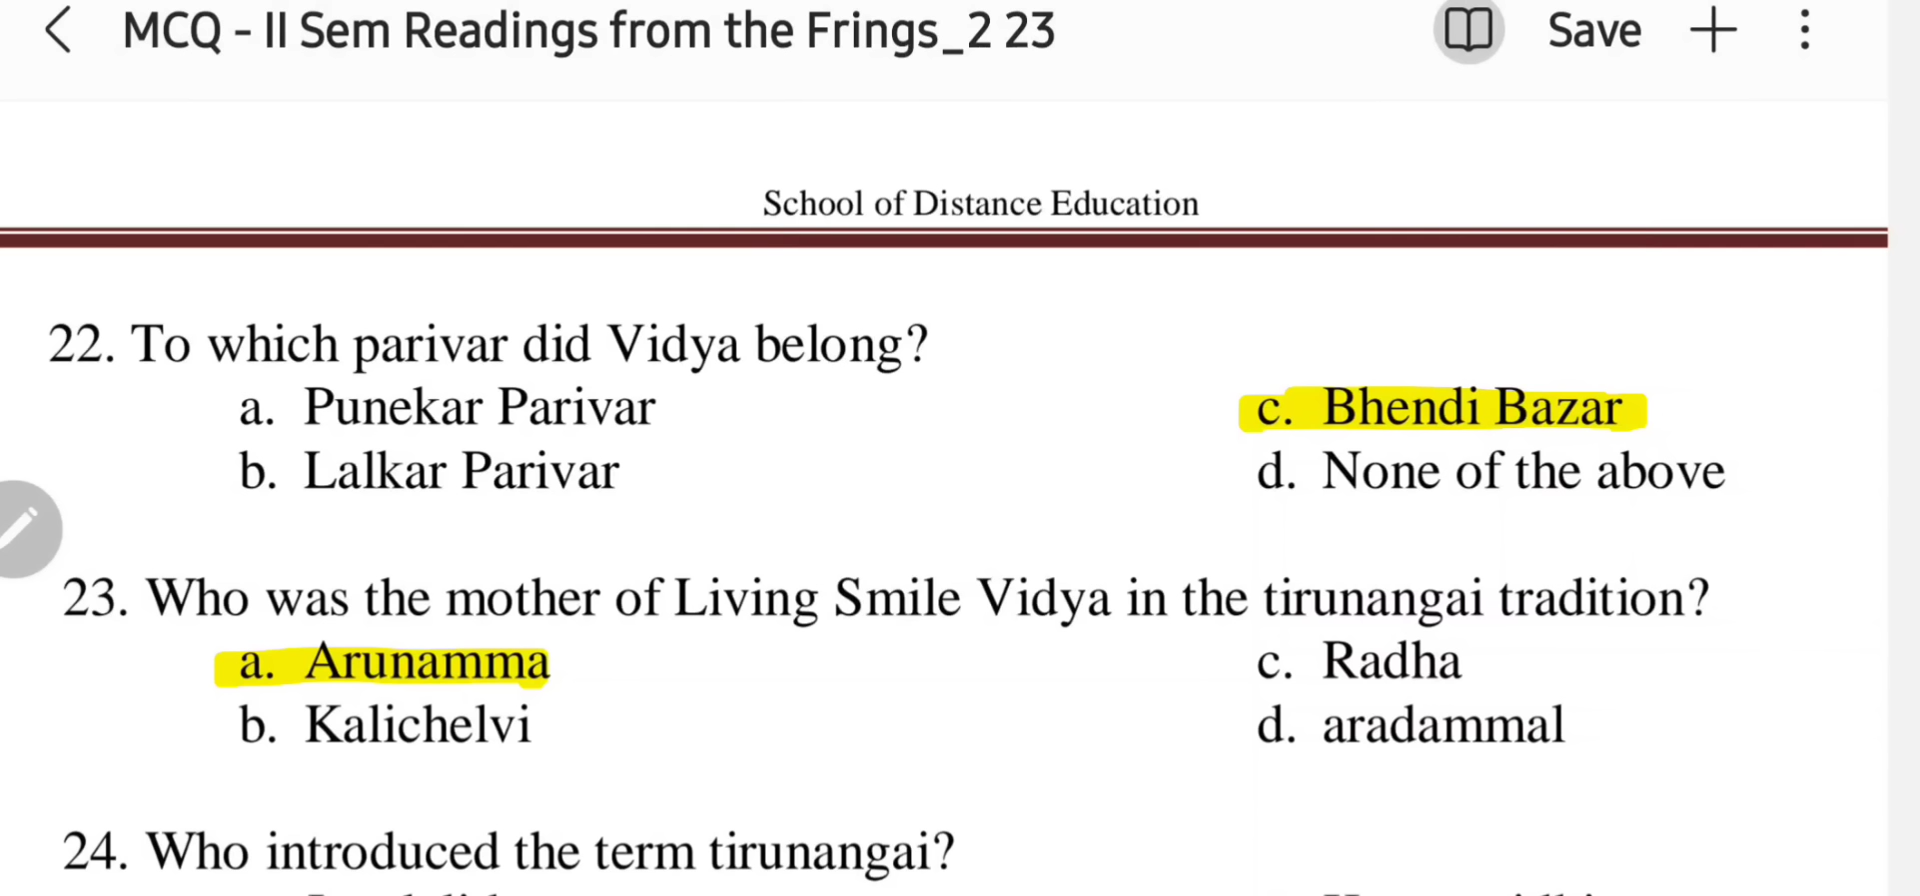 MCQ - II Sem Readings from the Frings_2 23
Save
School of Distance Education
22. To which parivar did Vidya belong?
a. Punekar Parivar
b. Lalkar Parivar
c. Bhendi Bazar
d. None of the above
23. Who was the mother of Living Smile Vidya in the tirunangai tradition?
a. Arunamma
b. Kalichelvi
c. Radha
d. aradammal
24. Who introduced the term tirunangai?